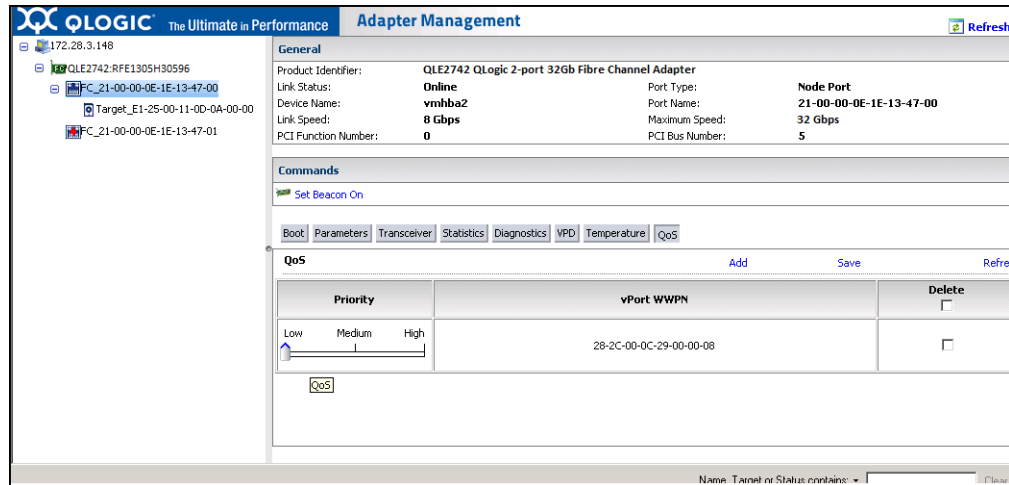 QLOGIC The Ultimate in Performance Adapter Management
Refresh
172.28.3.148
QLE2742:RFE1305H30596
FC_21-00-00-0E-1E-13-47-00
Target_E1-25-00-11-0D-0A-00-00
FC_21-00-00-0E-1E-13-47-01
General
Product Identifier: QLE2742 QLogic 2-port 32Gb Fibre Channel Adapter
Link Status: Online Port Type: Node Port
Device Name: vmhba2 Port Name: 21-00-00-0E-1E-13-47-00
Link Speed: 8 Gbps Maximum Speed: 32 Gbps
PCI Function Number: 0 PCI Bus Number: 5
Commands
Set Beacon On
Boot Parameters Transceiver Statistics Diagnostics VPD Temperature QoS
QoS Add Save Refre
Priority vPort WWPN Delete
Low Medium High
28-2C-00-0C-29-00-00-08
QoS
Name, Target or Status contains: Clear